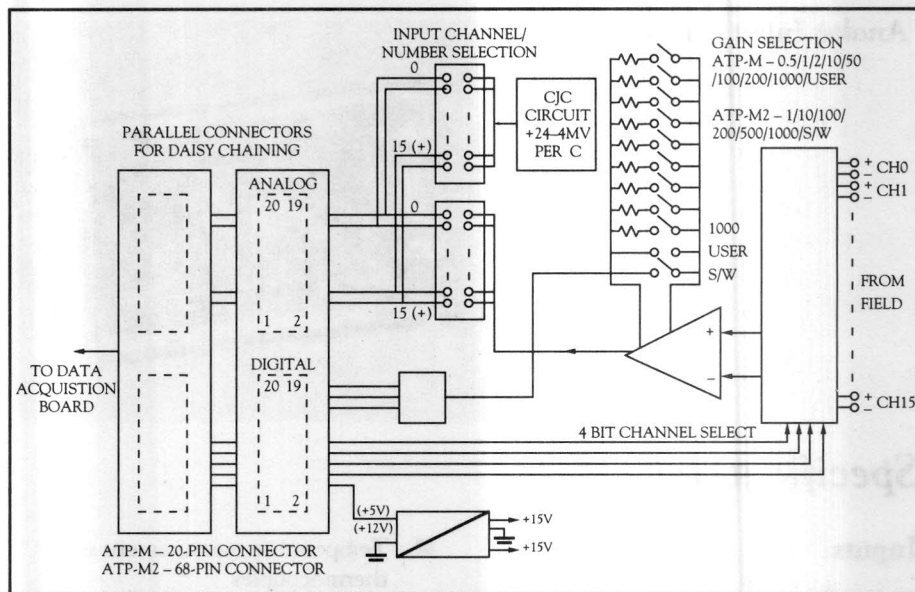 Analog Inpu
INPUT CHANNEL/
NUMBER SELECTION
0
15 (+)
0
15 (+)
CJC
CIRCUIT
+24–4MV
PER C
GAIN SELECTION
ATP-M – 0.5/1/2/10/50
/100/200/1000/USER
ATP-M2 – 1/10/100/
200/500/1000/S/W
1000
USER
S/W
PARALLEL CONNECTORS
FOR DAISY CHAINING
ANALOG
20 19
1 2
DIGITAL
20 19
1 2
TO DATA
ACQUISTION
BOARD
+
–
+ CH0
–
+ CH1
–
FROM
FIELD
+ CH15
–
4 BIT CHANNEL SELECT
(+5V)
(+12V)
+15V
+15V
ATP-M – 20-PIN CONNECTOR
ATP-M2 – 68-PIN CONNECTOR
Inputs